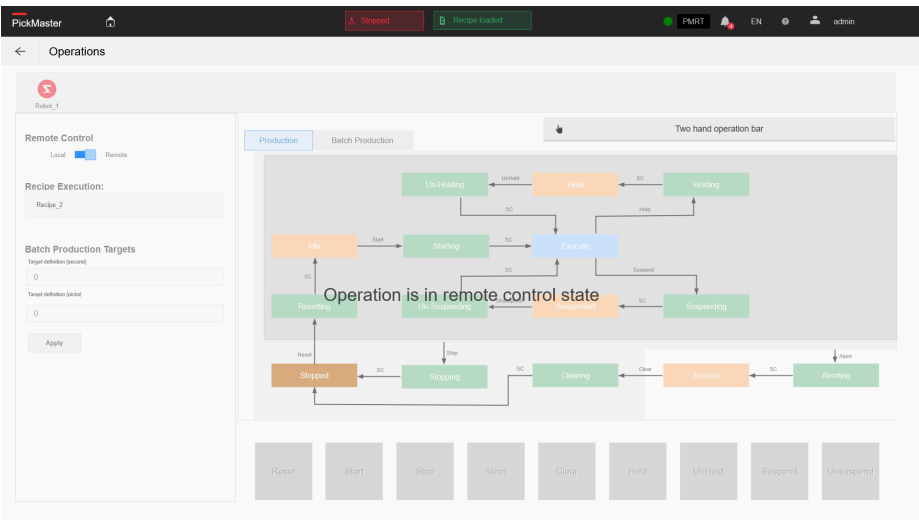 PickMaster
Stopped
Recipe loaded
PMRT
EN
admin
Operations
Robot_1
Remote Control
Local
Remote
Recipe Execution:
Recipe_2
Batch Production Targets
Target definition [second]
0
Target definition [picks]
0
Apply
Production
Batch Production
Two hand operation bar
Un-Holding
UnHold
Hold
SC
Holding
SC
Hold
Idle
Start
Starting
SC
Execute
SC
SC
Suspend
Resetting
Un-Suspending
Suspended
SC
Suspending
Operation is in remote control state
Reset
Stop
Abort
Stopped
SC
Stopping
SC
Clearing
Clear
Aborted
SC
Aborting
Reset
Start
Stop
Abort
Clear
Hold
UnHold
Suspend
Unsuspend